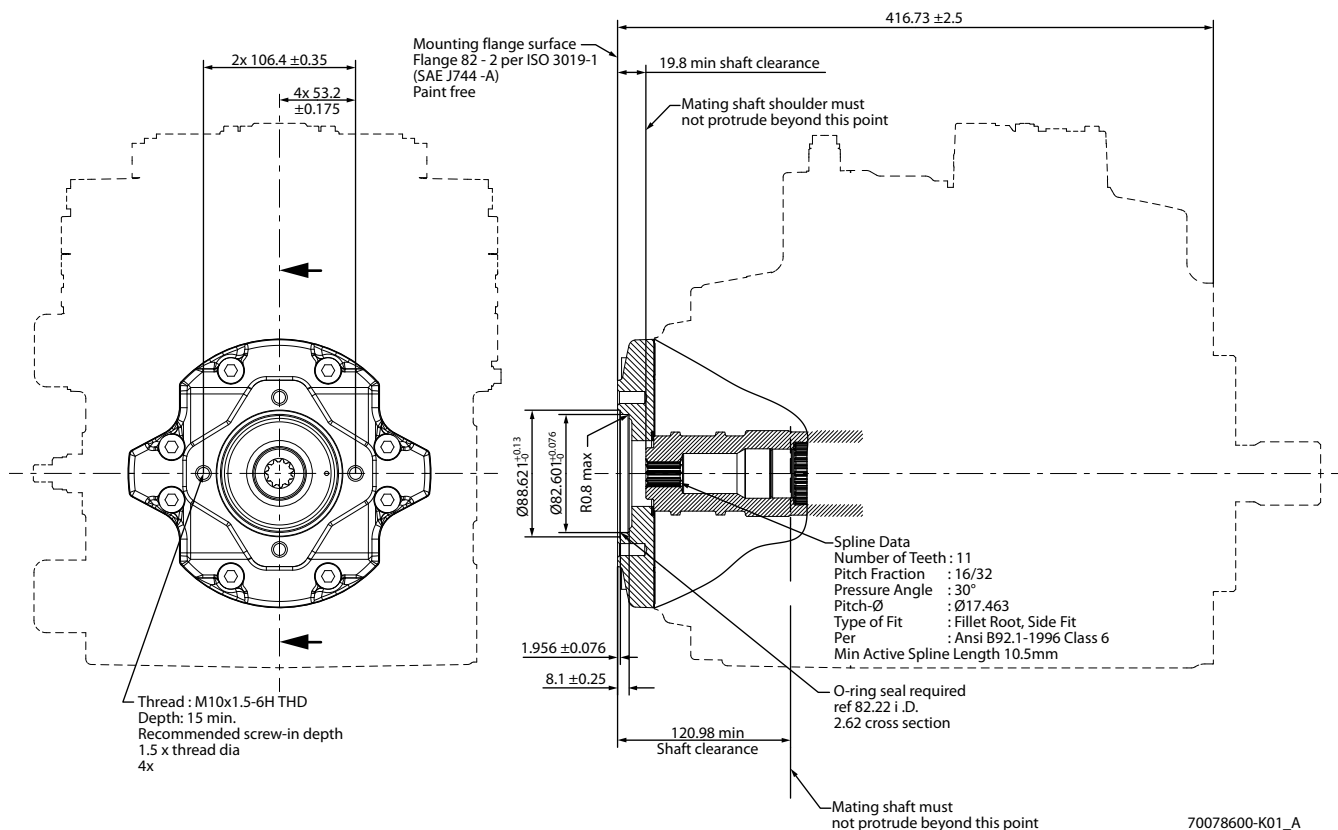 416.73 ±2.5
Mounting flange surface
Flange 82 - 2 per ISO 3019-1
(SAE J744 -A)
Paint free
2x 106.4 ±0.35
19.8 min shaft clearance
4x 53.2
±0.175
Mating shaft shoulder must
not protrude beyond this point
Ø88.621 +0.13 -0
Ø82.601 +0.076 -0
R0.8 max
Spline Data
Number of Teeth : 11
Pitch Fraction : 16/32
Pressure Angle : 30°
Pitch-Ø : Ø17.463
Type of Fit : Fillet Root, Side Fit
Per : Ansi B92.1-1996 Class 6
Min Active Spline Length 10.5mm
1.956 ±0.076
8.1 ±0.25
O-ring seal required
ref 82.22 i .D.
2.62 cross section
Thread : M10x1.5-6H THD
Depth: 15 min.
Recommended screw-in depth
1.5 x thread dia
4x
120.98 min
Shaft clearance
Mating shaft must
not protrude beyond this point
70078600-K01_A